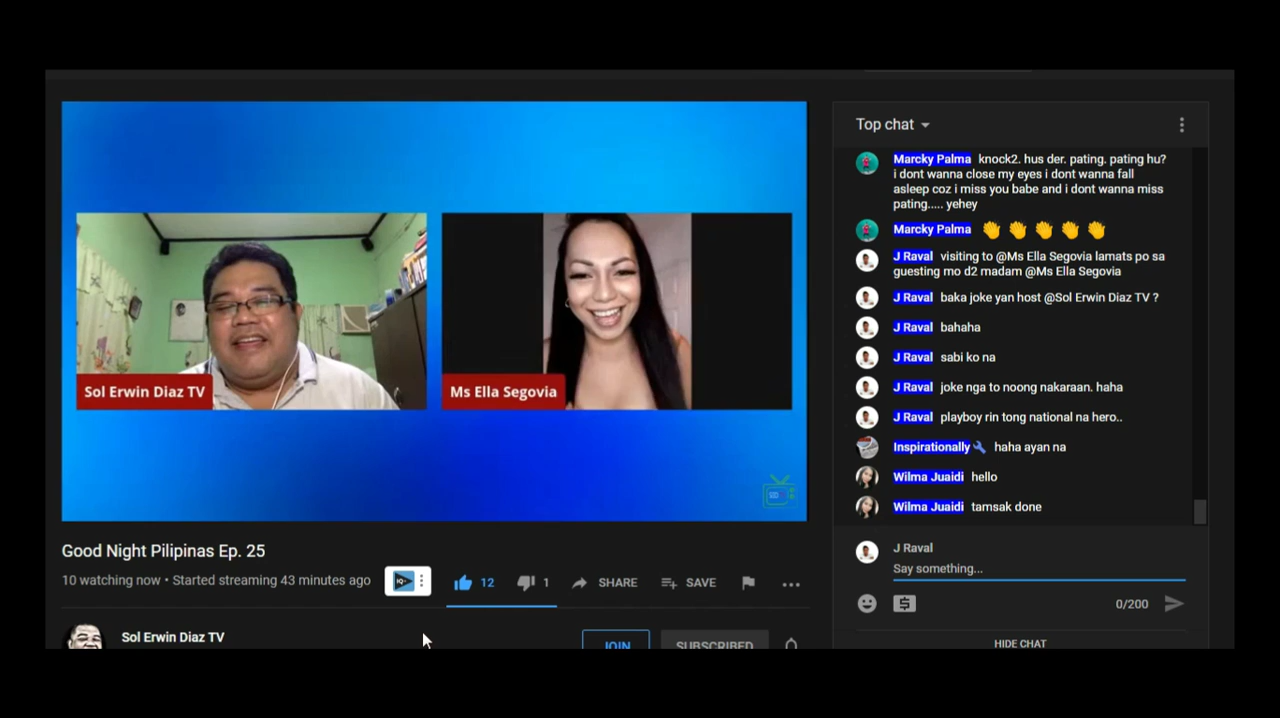 Sol Erwin Diaz TV
Ms Ella Segovia
Good Night Pilipinas Ep. 25
10 watching now • Started streaming 43 minutes ago
IQ
12
1
SHARE
SAVE
Sol Erwin Diaz TV
JOIN
SUBSCRIBED
Top chat
Marcky Palma knock2. hus der. pating. pating hu?
i dont wanna close my eyes i dont wanna fall
asleep coz i miss you babe and i dont wanna miss
pating..... yehey
Marcky Palma 👏 👏 👏 👏 👏
J Raval visiting to @Ms Ella Segovia lamats po sa
guesting mo d2 madam @Ms Ella Segovia
J Raval baka joke yan host @Sol Erwin Diaz TV ?
J Raval bahaha
J Raval sabi ko na
J Raval joke nga to noong nakaraan. haha
J Raval playboy rin tong national na hero..
Inspirationally haha ayan na
Wilma Juaidi hello
Wilma Juaidi tamsak done
J Raval
Say something...
0/200
HIDE CHAT